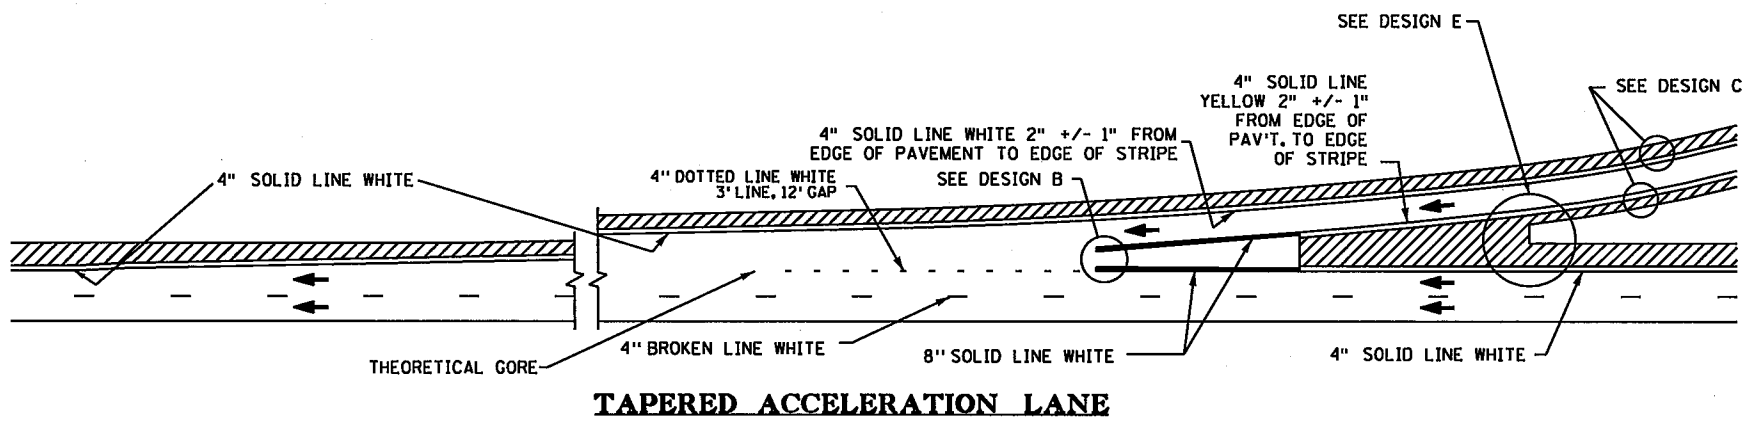 SEE DESIGN E
4" SOLID LINE
YELLOW 2" +/- 1"
FROM EDGE OF
PAV'T. TO EDGE
OF STRIPE
SEE DESIGN C
4" SOLID LINE WHITE 2" +/- 1" FROM
EDGE OF PAVEMENT TO EDGE OF STRIPE
4" SOLID LINE WHITE
4" DOTTED LINE WHITE
3' LINE, 12' GAP
SEE DESIGN B
THEORETICAL GORE
4" BROKEN LINE WHITE
8" SOLID LINE WHITE
4" SOLID LINE WHITE
TAPERED ACCELERATION LANE